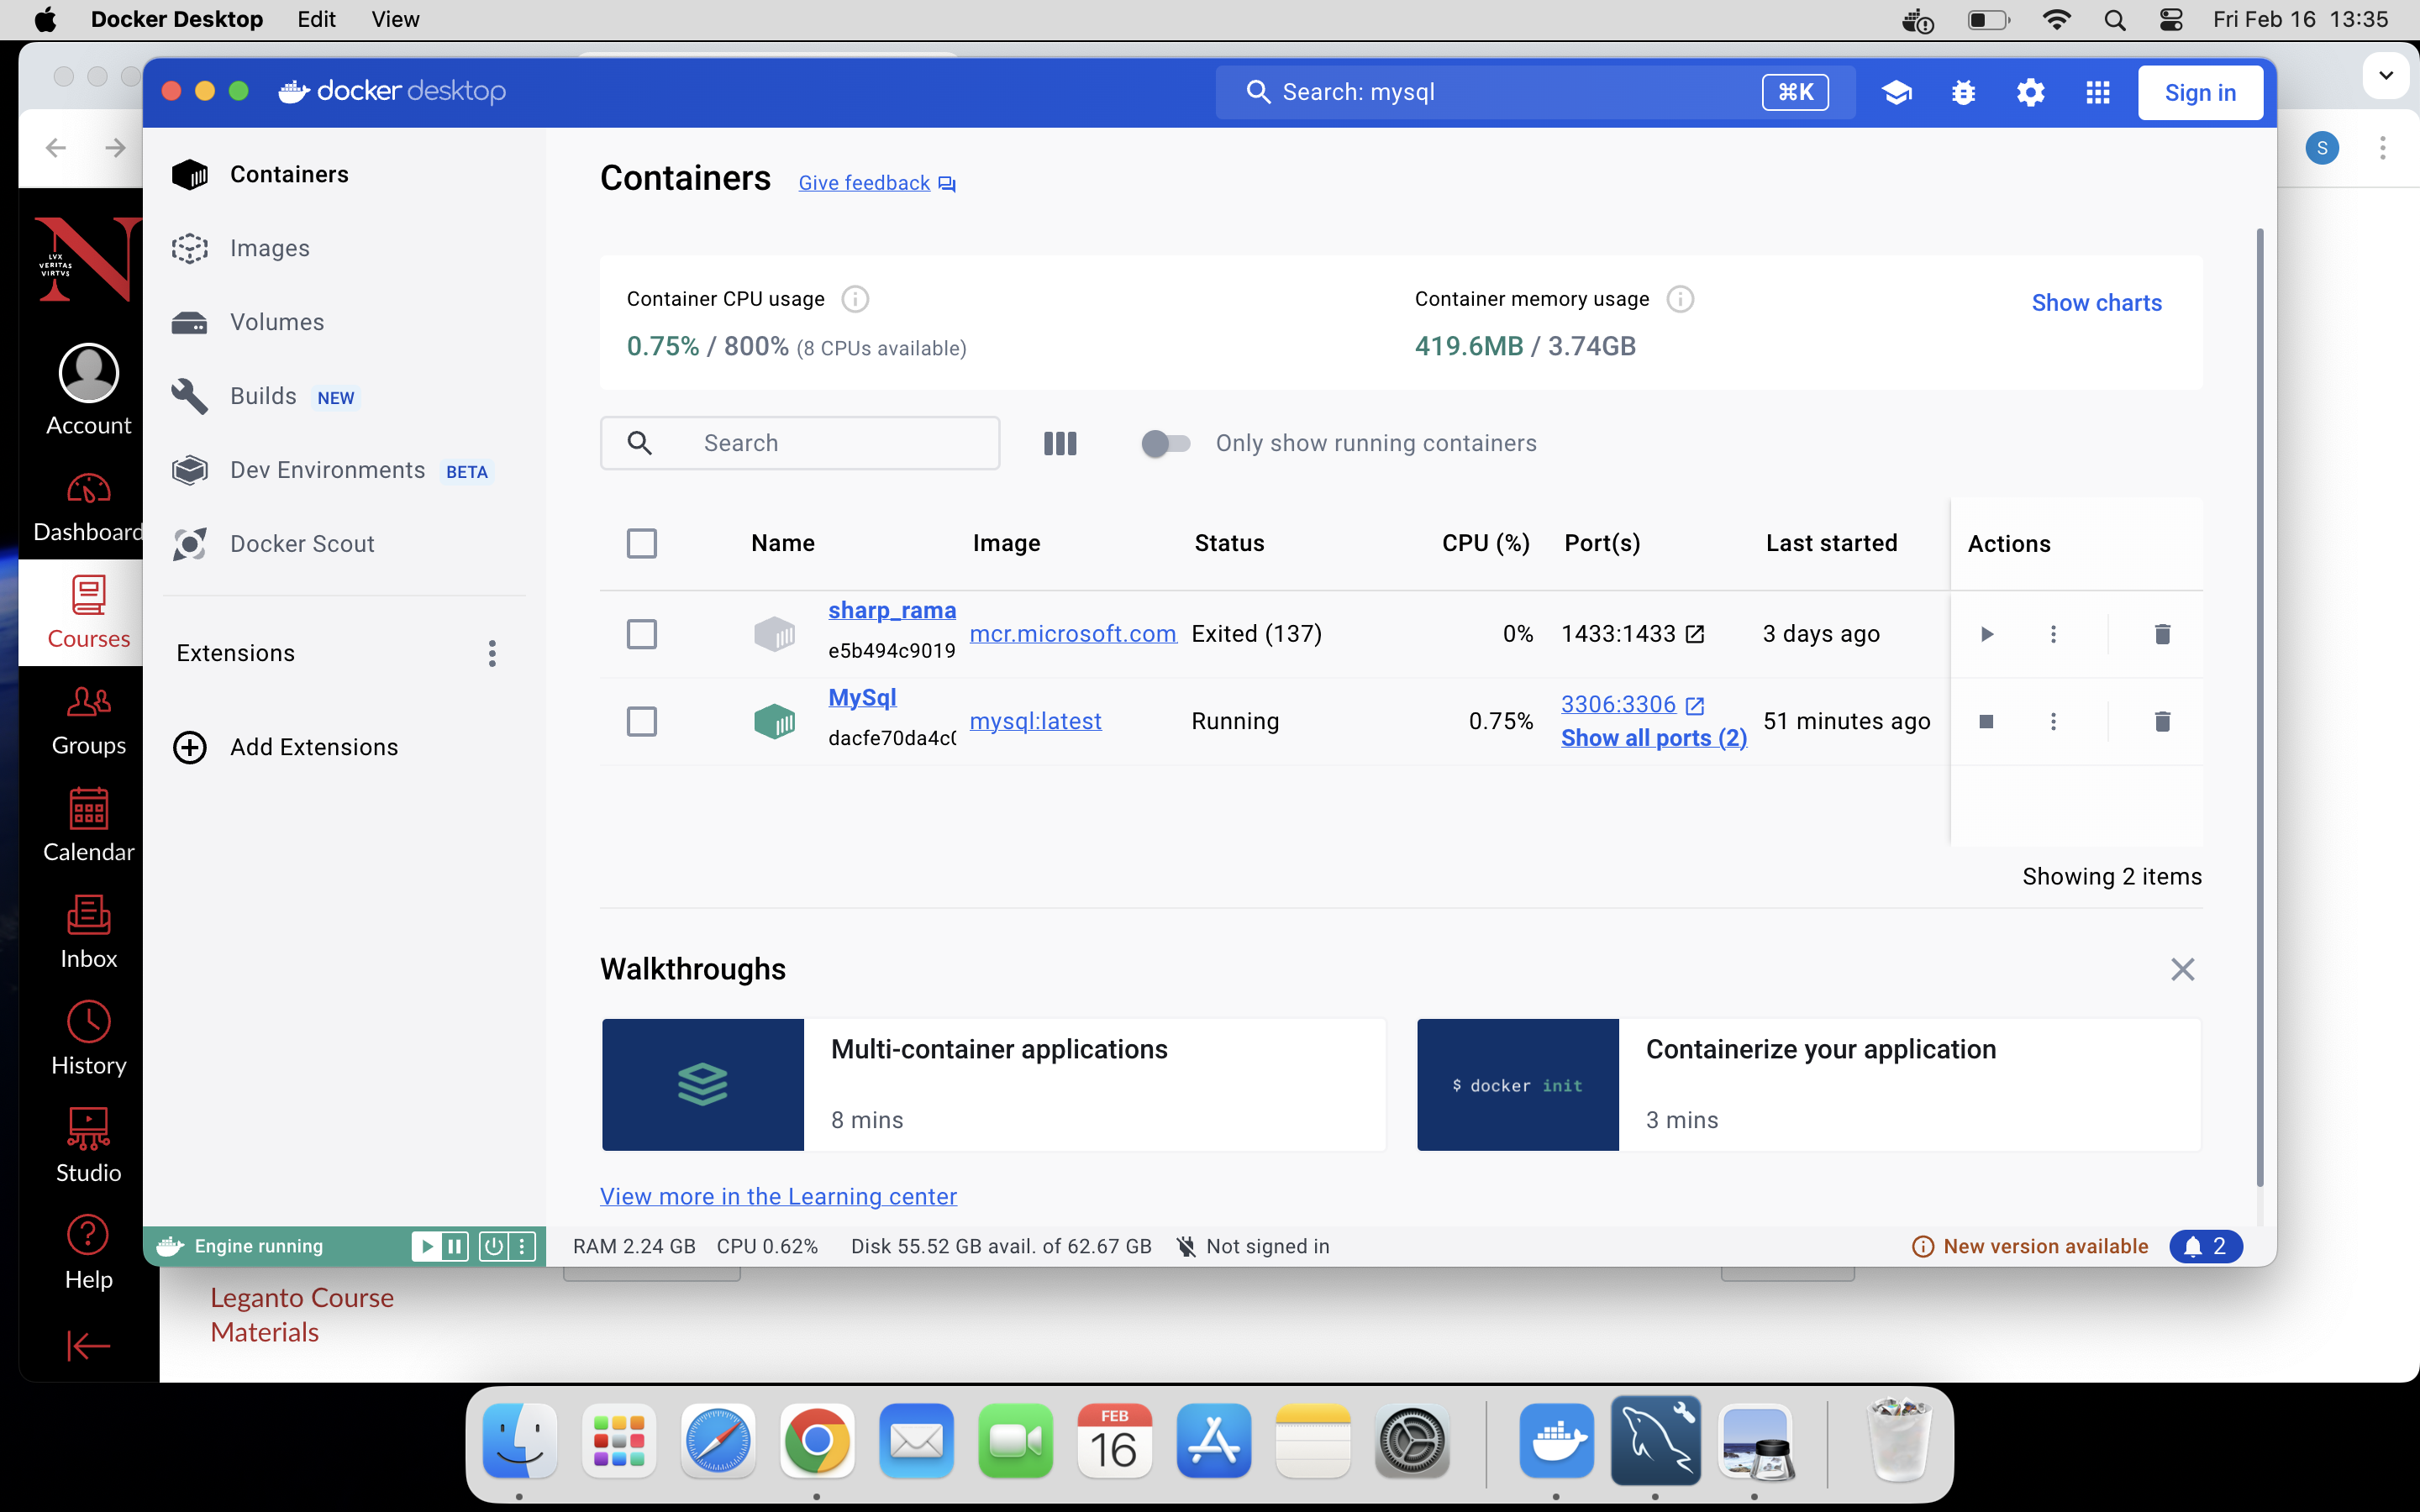 Docker Desktop Edit View Fri Feb 16 13:35
docker desktop Search: mysql ⌘K Sign in
S
N
LVX
VERITAS
VIRTVS
Account
Dashboard
Courses
Groups
Calendar
Inbox
History
Studio
Help
Containers
Images
Volumes
Builds NEW
Dev Environments BETA
Docker Scout
Extensions
Add Extensions
Containers Give feedback
Container CPU usage
0.75% / 800% (8 CPUs available)
Container memory usage
419.6MB / 3.74GB
Show charts
Search Only show running containers
Name Image Status CPU (%) Port(s) Last started Actions
sharp_rama
e5b494c9019
mcr.microsoft.com Exited (137) 0% 1433:1433 3 days ago
MySql
dacfe70da4c0
mysql:latest Running 0.75% 3306:3306 51 minutes ago
Show all ports (2)
Showing 2 items
Walkthroughs
Multi-container applications
8 mins
$ docker init
Containerize your application
3 mins
View more in the Learning center
Engine running RAM 2.24 GB CPU 0.62% Disk 55.52 GB avail. of 62.67 GB Not signed in New version available 2
Leganto Course
Materials
FEB
16